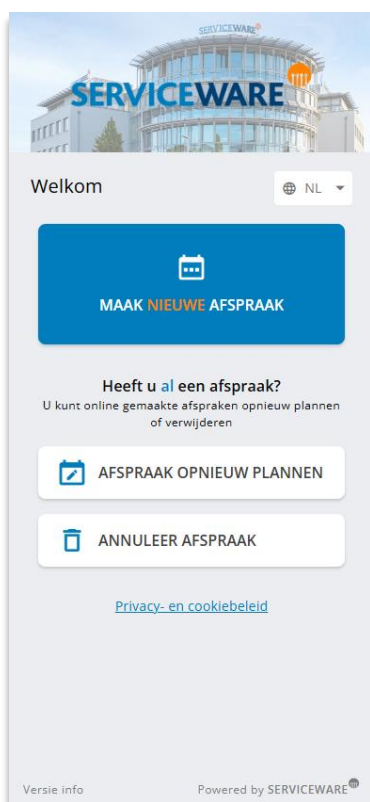 SERVICEWARE
SERVICEWARE
Welkom
NL
MAAK NIEUWE AFSPRAAK
Heeft u al een afspraak?
U kunt online gemaakte afspraken opnieuw plannen
of verwijderen
AFSPRAAK OPNIEUW PLANNEN
ANNULEER AFSPRAAK
Privacy- en cookiebeleid
Versie info
Powered by SERVICEWARE